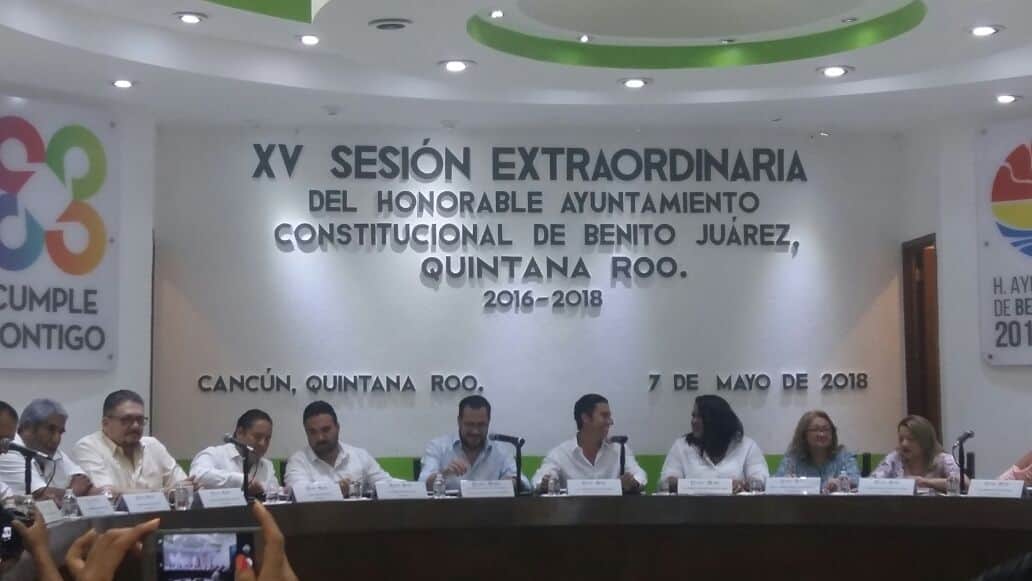 XV SESIÓN EXTRAORDINARIA
DEL HONORABLE AYUNTAMIENTO
CONSTITUCIONAL DE BENITO JUÁREZ,
QUINTANA ROO.
2016-2018
CANCÚN, QUINTANA ROO.
7 DE MAYO DE 2018
CUMPLE
CONTIGO
H. AYU
DE BE
201